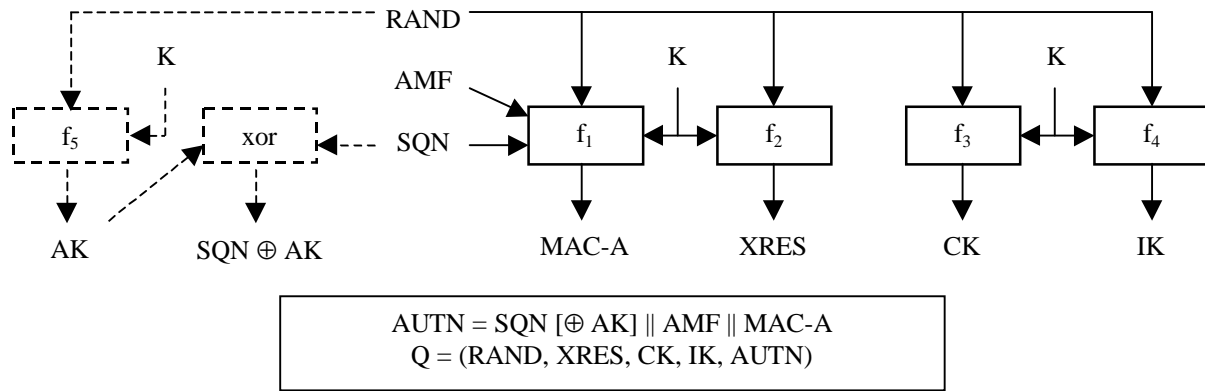 RAND
K
K
K
AMF
f₅
xor
SQN
f₁
f₂
f₃
f₄
AK
SQN ⊕ AK
MAC-A
XRES
CK
IK
AUTN = SQN [⊕ AK] || AMF || MAC-A
Q = (RAND, XRES, CK, IK, AUTN)